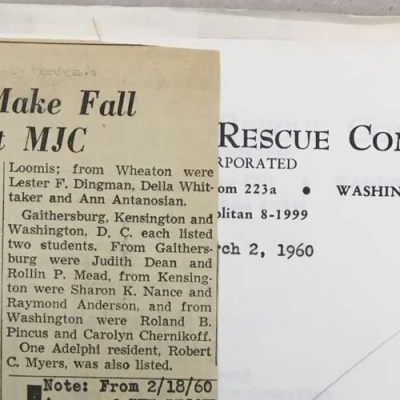 Make Fall
t MJC
Loomis; from Wheaton were
Lester F. Dingman, Della Whit-
taker and Ann Antanosian.
Gaithersburg, Kensington and
Washington, D. C. each listed
two students. From Gaithers-
burg were Judith Dean and
Rollin P. Mead, from Kensing-
ton were Sharon K. Nance and
Raymond Anderson, and from
Washington were Roland B.
Pincus and Carolyn Chernikoff.
One Adelphi resident, Robert
C. Myers, was also listed.
Note: From 2/18/60
RESCUE COM
RPORATED
om 223a • WASHIN
olitan 8-1999
rch 2, 1960